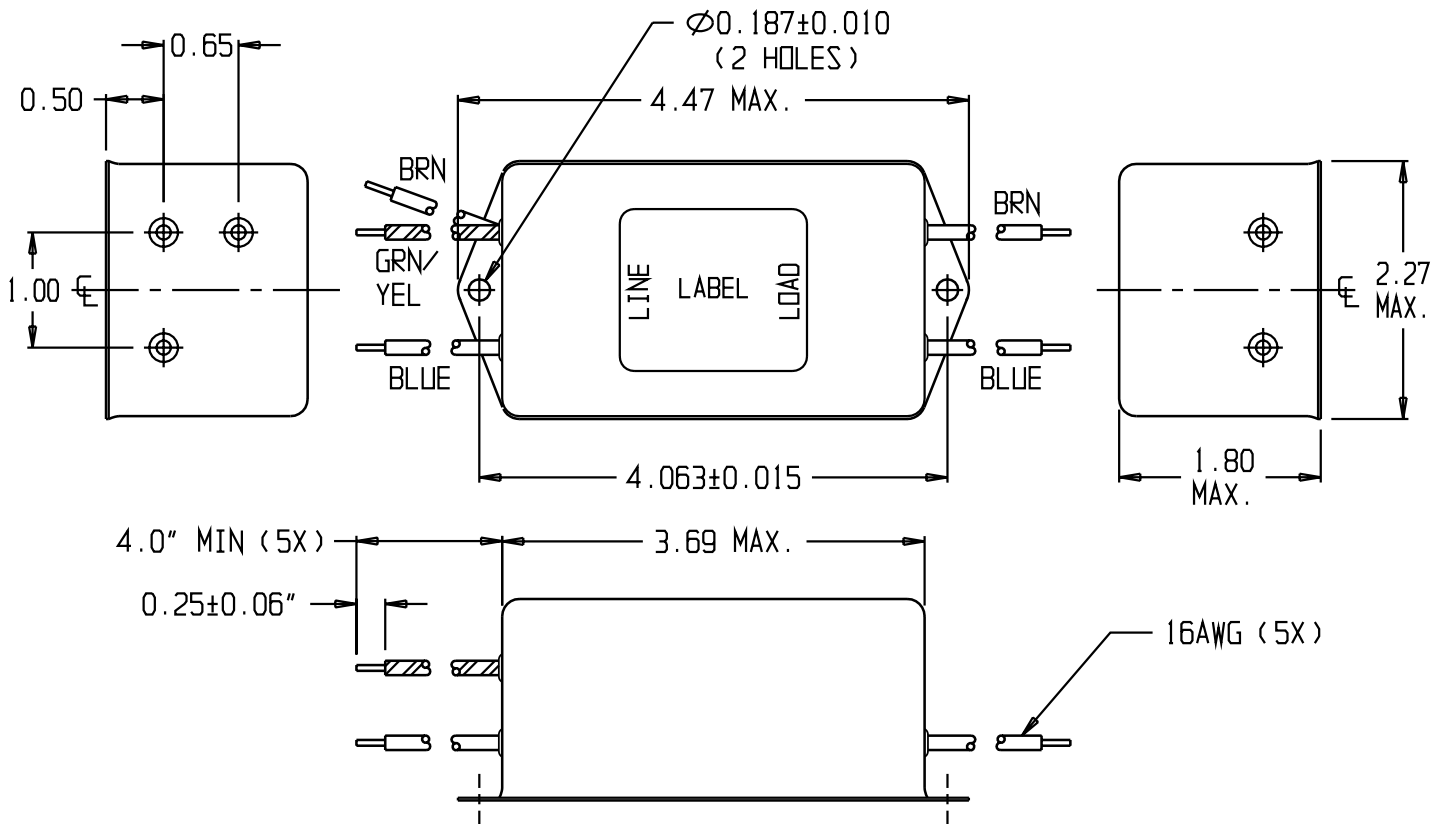 Ø0.187±0.010
(2 HOLES)
0.65
0.50
4.47 MAX.
BRN
BRN
GRN/
YEL
1.00
℄
LINE
LABEL
LOAD
℄
2.27
MAX.
BLUE
BLUE
1.80
MAX.
4.063±0.015
4.0" MIN (5X)
3.69 MAX.
0.25±0.06"
16AWG (5X)